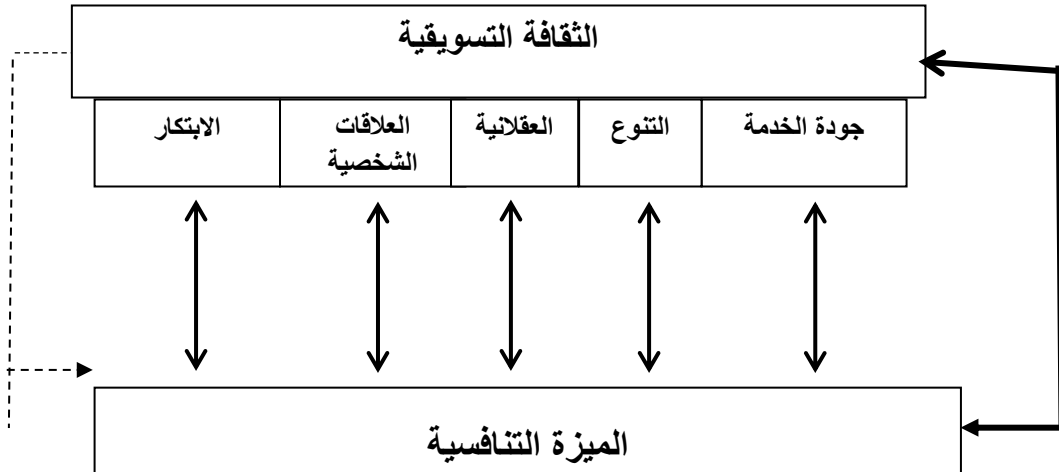 الثقافة التسويقية
جودة الخدمة
التنوع
العقلانية
العلاقات
الشخصية
الابتكار
الميزة التنافسية